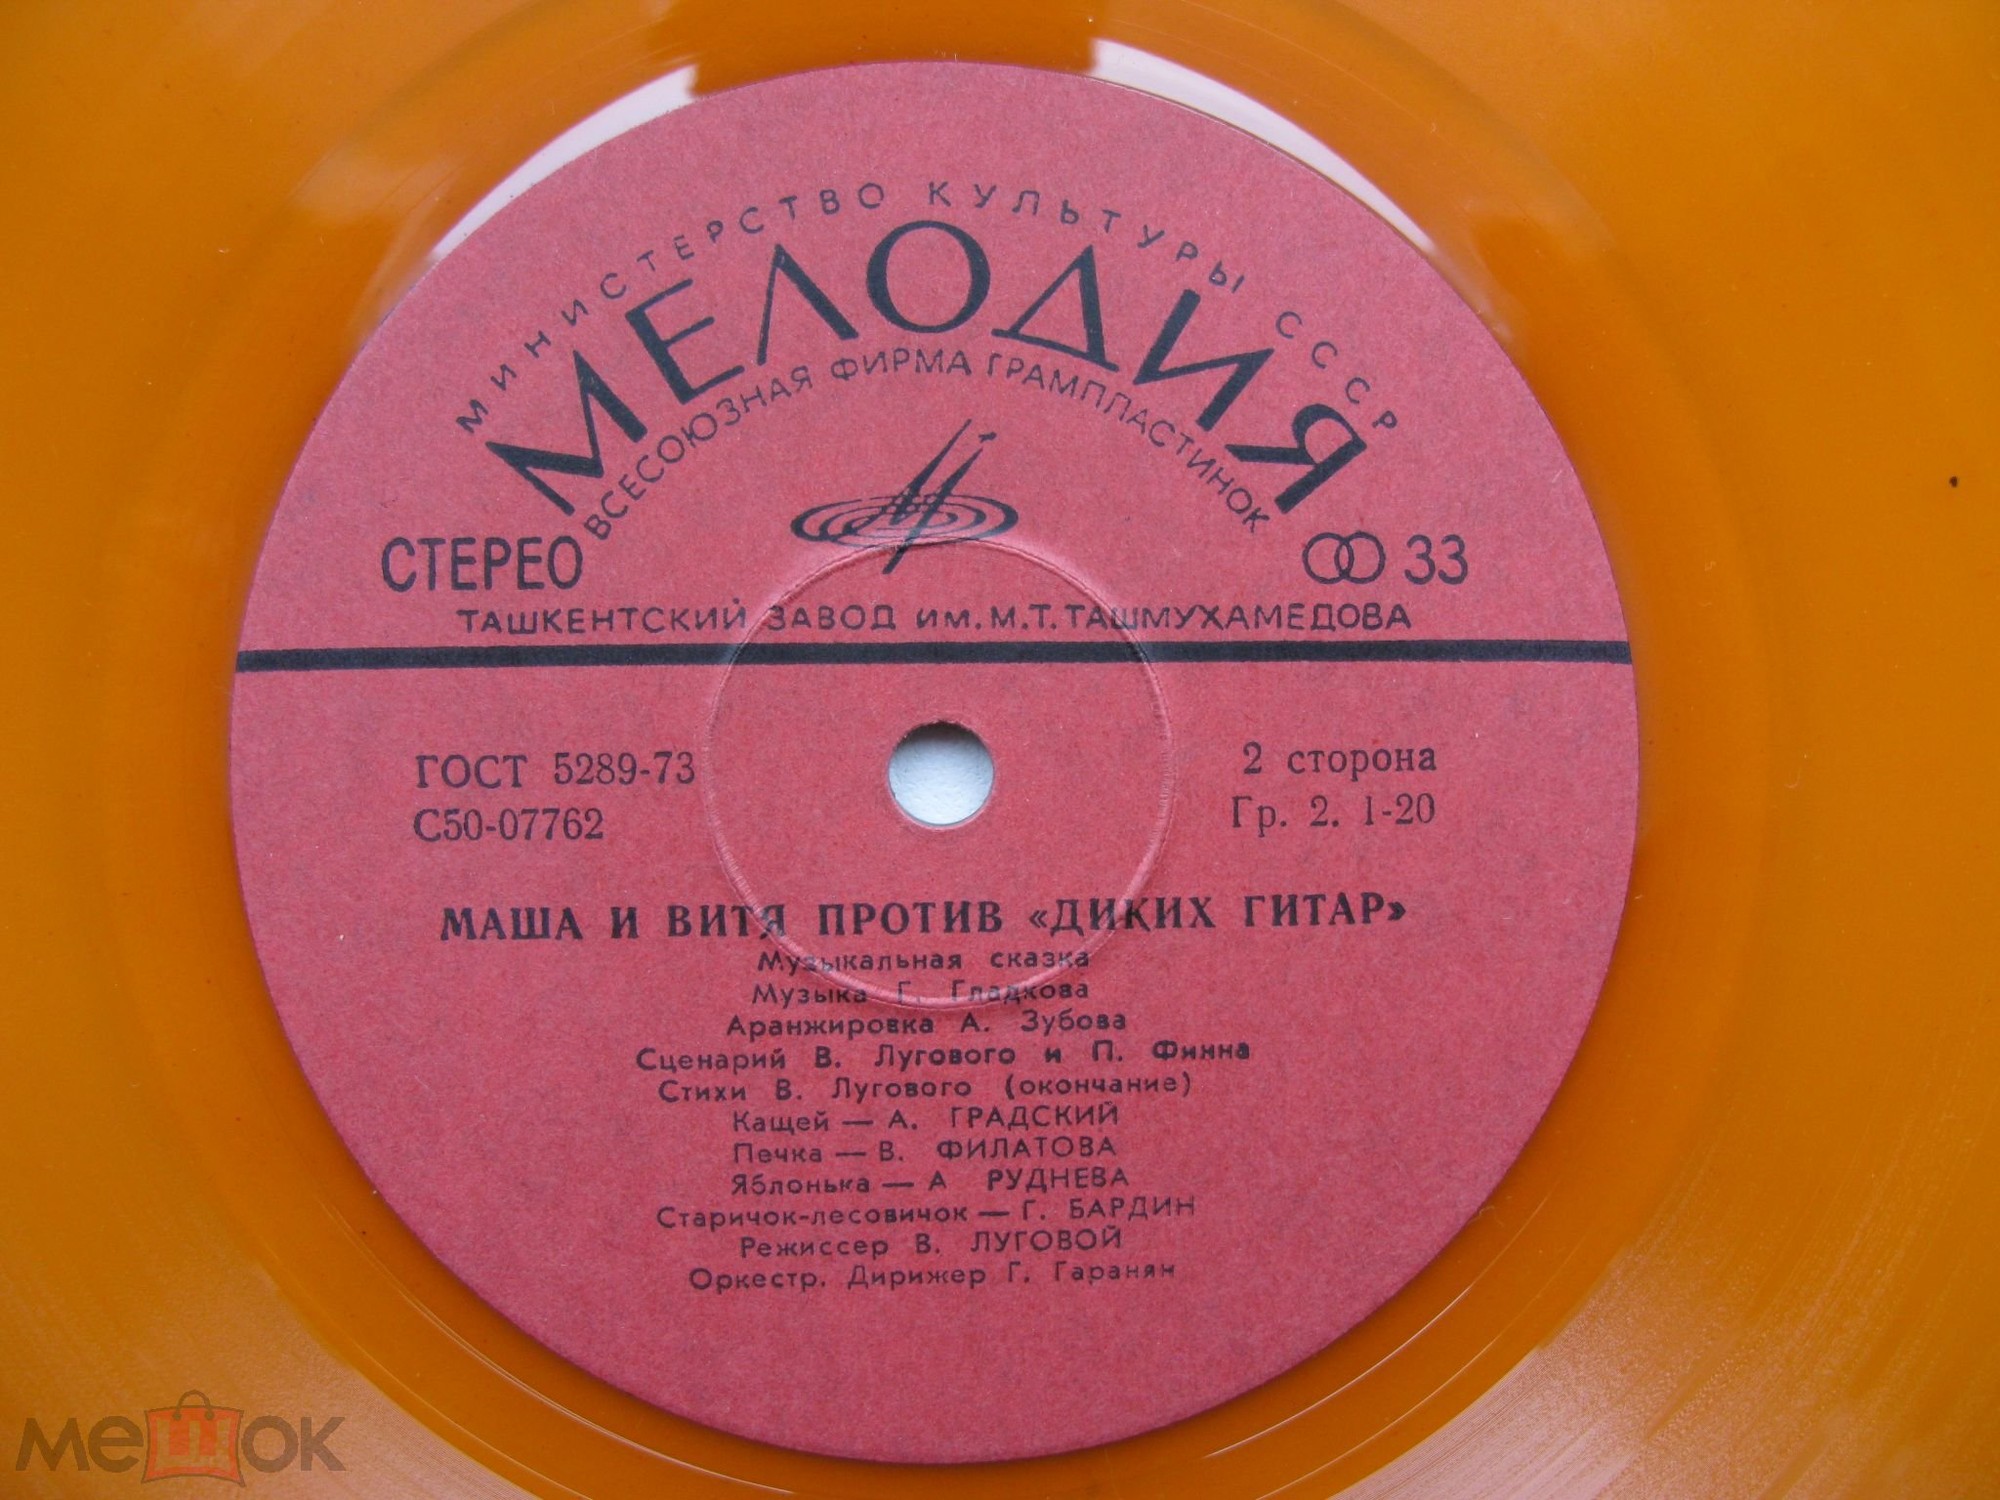 МИНИСТЕРСТВО КУЛЬТУРЫ СССР
МЕЛОДИЯ
ВСЕСОЮЗНАЯ ФИРМА ГРАМПЛАСТИНОК
СТЕРЕО
33
ТАШКЕНТСКИЙ ЗАВОД ИМ. М.Т. ТАШМУХАМЕДОВА
ГОСТ 5289-73
2 сторона
С50-07762
Гр. 2. 1-20
МАША И ВИТЯ ПРОТИВ «ДИКИХ ГИТАР»
Музыкальная сказка
Музыка Г. Гладкова
Аранжировка А. Зубова
Сценарий В. Лугового и П. Финна
Стихи В. Лугового (окончание)
Кащей — А. ГРАДСКИЙ
Печка — В. ФИЛАТОВА
Яблонька — А РУДНЕВА
Старичок-лесовичок — Г. БАРДИН
Режиссер В. ЛУГОВОЙ
Оркестр. Дирижер Г. Гаранян
мешок